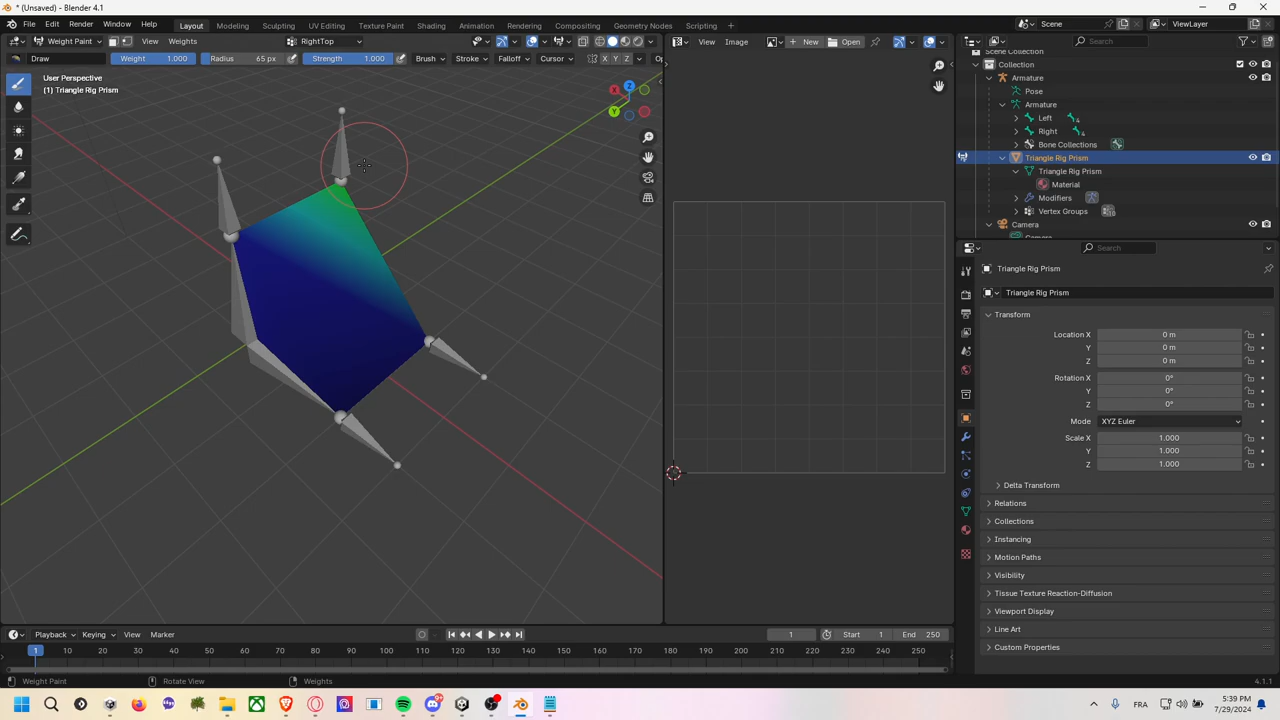 * (Unsaved) - Blender 4.1
File Edit Render Window Help Layout Modeling Sculpting UV Editing Texture Paint Shading Animation Rendering Compositing Geometry Nodes Scripting + Scene ViewLayer
Weight Paint View Weights RightTop View Image New Open Search
Draw Weight 1.000 Radius 65 px Strength 1.000 Brush Stroke Falloff Cursor X Y Z
User Perspective
(1) Triangle Rig Prism
X
Y
Z
Scene Collection
Collection
Armature
Pose
Armature
Left 4
Right 4
Bone Collections
Triangle Rig Prism
Triangle Rig Prism
Material
Modifiers
Vertex Groups 10
Camera
Search
Triangle Rig Prism
Triangle Rig Prism
Transform
Location X 0 m
Y 0 m
Z 0 m
Rotation X 0°
Y 0°
Z 0°
Mode XYZ Euler
Scale X 1.000
Y 1.000
Z 1.000
Delta Transform
Relations
Collections
Instancing
Motion Paths
Visibility
Tissue Texture Reaction-Diffusion
Viewport Display
Line Art
Custom Properties
Playback Keying View Marker 1 Start 1 End 250
1 10 20 30 40 50 60 70 80 90 100 110 120 130 140 150 160 170 180 190 200 210 220 230 240 250
Weight Paint Rotate View Weights 4.1.1
FRA 5:39 PM
7/29/2024